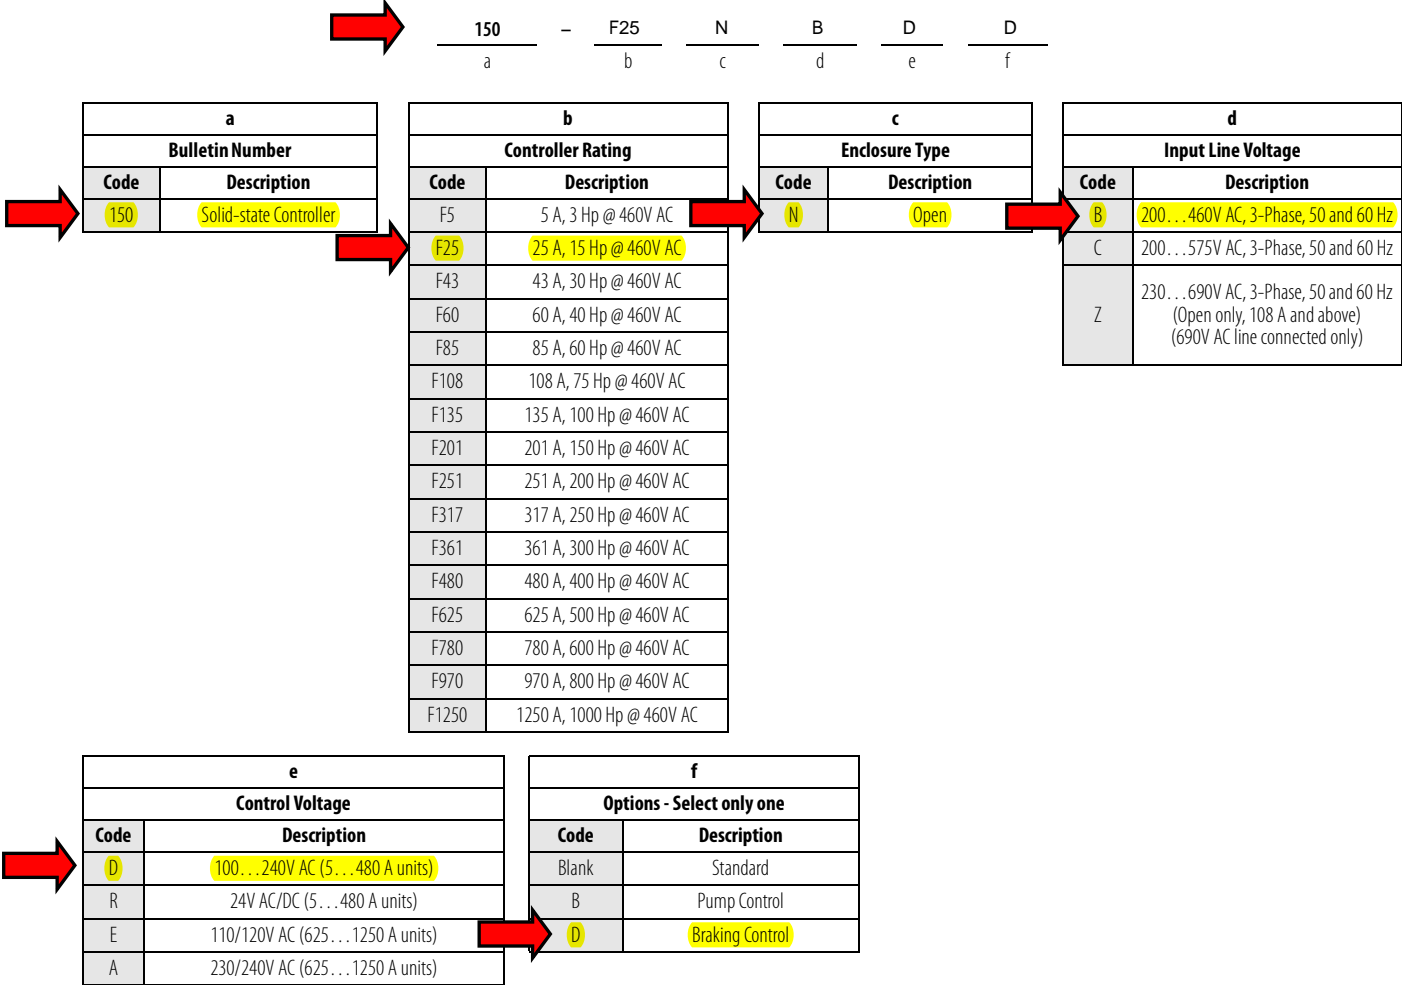 150 – F25 N B D D
a b c d e f
a
Bulletin Number
Code Description
150 Solid-state Controller
b
Controller Rating
Code Description
F5 5 A, 3 Hp @ 460V AC
F25 25 A, 15 Hp @ 460V AC
F43 43 A, 30 Hp @ 460V AC
F60 60 A, 40 Hp @ 460V AC
F85 85 A, 60 Hp @ 460V AC
F108 108 A, 75 Hp @ 460V AC
F135 135 A, 100 Hp @ 460V AC
F201 201 A, 150 Hp @ 460V AC
F251 251 A, 200 Hp @ 460V AC
F317 317 A, 250 Hp @ 460V AC
F361 361 A, 300 Hp @ 460V AC
F480 480 A, 400 Hp @ 460V AC
F625 625 A, 500 Hp @ 460V AC
F780 780 A, 600 Hp @ 460V AC
F970 970 A, 800 Hp @ 460V AC
F1250 1250 A, 1000 Hp @ 460V AC
c
Enclosure Type
Code Description
N Open
d
Input Line Voltage
Code Description
B 200...460V AC, 3-Phase, 50 and 60 Hz
C 200...575V AC, 3-Phase, 50 and 60 Hz
Z 230...690V AC, 3-Phase, 50 and 60 Hz
(Open only, 108 A and above)
(690V AC line connected only)
e
Control Voltage
Code Description
D 100...240V AC (5...480 A units)
R 24V AC/DC (5...480 A units)
E 110/120V AC (625...1250 A units)
A 230/240V AC (625...1250 A units)
f
Options - Select only one
Code Description
Blank Standard
B Pump Control
D Braking Control